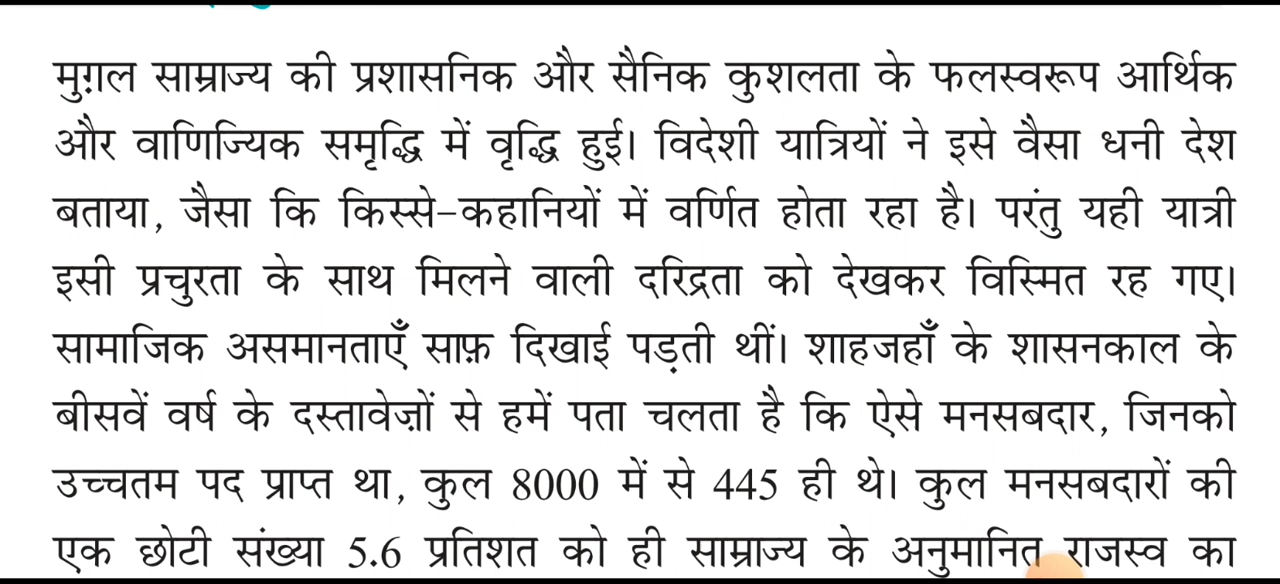 मुग़ल साम्राज्य की प्रशासनिक और सैनिक कुशलता के फलस्वरूप आर्थिक
और वाणिज्यिक समृद्धि में वृद्धि हुई। विदेशी यात्रियों ने इसे वैसा धनी देश
बताया, जैसा कि किस्से-कहानियों में वर्णित होता रहा है। परंतु यही यात्री
इसी प्रचुरता के साथ मिलने वाली दरिद्रता को देखकर विस्मित रह गए।
सामाजिक असमानताएँ साफ़ दिखाई पड़ती थीं। शाहजहाँ के शासनकाल के
बीसवें वर्ष के दस्तावेज़ों से हमें पता चलता है कि ऐसे मनसबदार, जिनको
उच्चतम पद प्राप्त था, कुल 8000 में से 445 ही थे। कुल मनसबदारों की
एक छोटी संख्या 5.6 प्रतिशत को ही साम्राज्य के अनुमानित राजस्व का